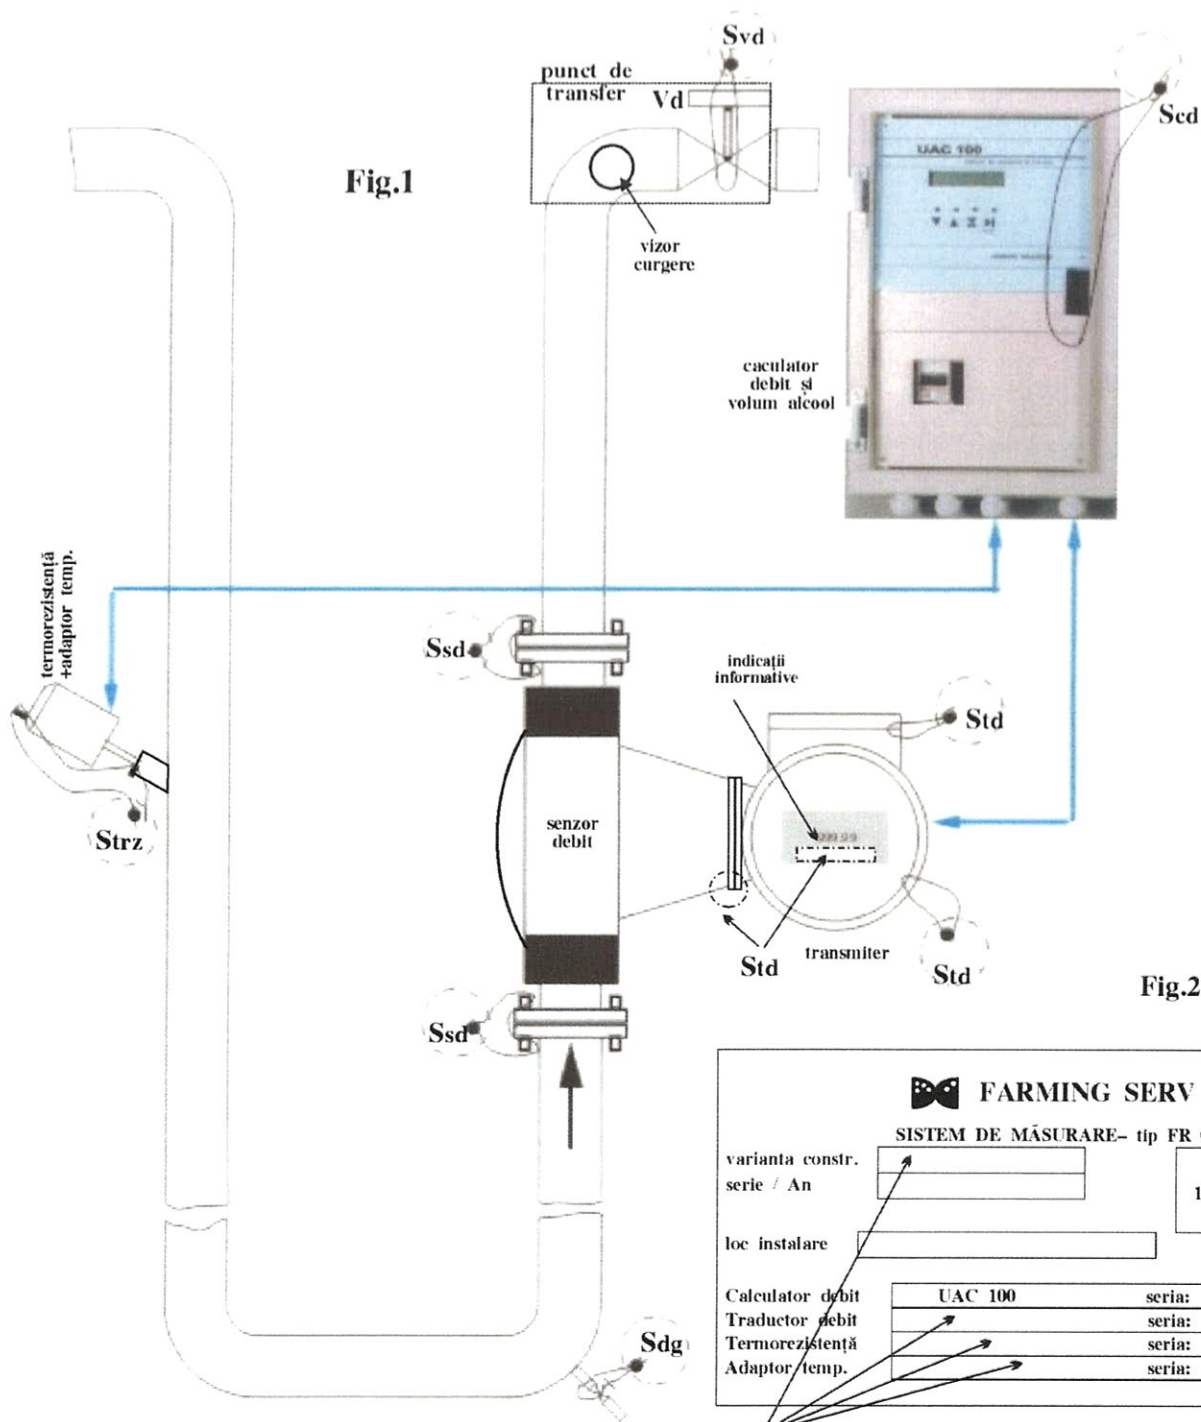 Svd
punct de
transfer
Vd
Scd
Fig.1
UAC 100
vizor
curgere
caculator
debit și
volum alcool
termorezistență
+adaptor temp.
Ssd
indicații
informative
Std
Strz
senzor
debit
Std
transmiter
Std
Ssd
Fig.2
FARMING SERV
SISTEM DE MĂSURARE– tip FR
varianta constr.
serie / An
1
loc instalare
Calculator debit UAC 100 seria:
Traductor debit seria:
Termorezistență seria:
Adaptor temp. seria:
Sdg